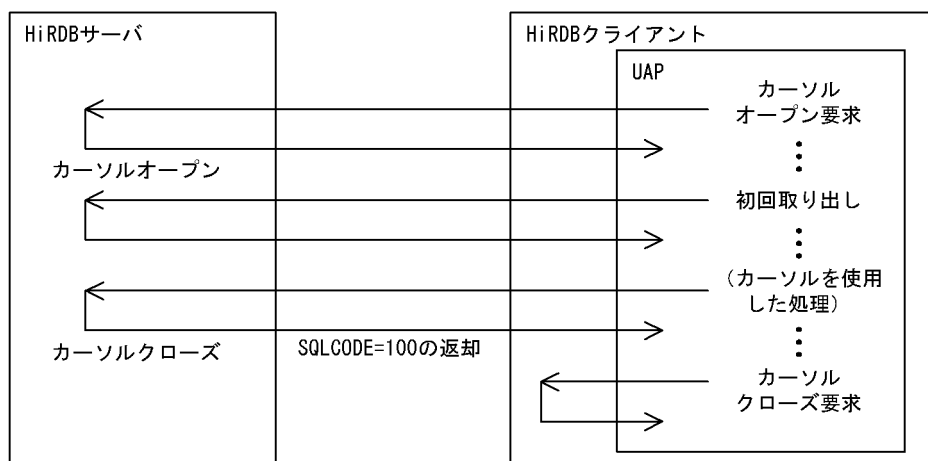 HiRDBサーバ
HiRDBクライアント
UAP
カーソル
オープン要求
カーソルオープン
初回取り出し
(カーソルを使用
した処理)
カーソルクローズ
SQLCODE=100の返却
カーソル
クローズ要求